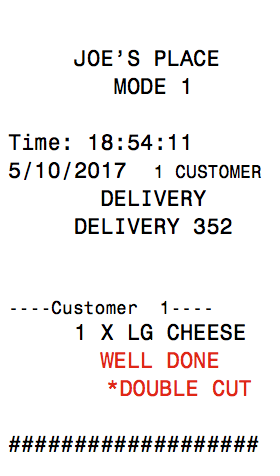 JOE'S PLACE
MODE 1
Time: 18:54:11
5/10/2017 1 CUSTOMER
DELIVERY
DELIVERY 352
----Customer 1----
1 X LG CHEESE
WELL DONE
*DOUBLE CUT
###################